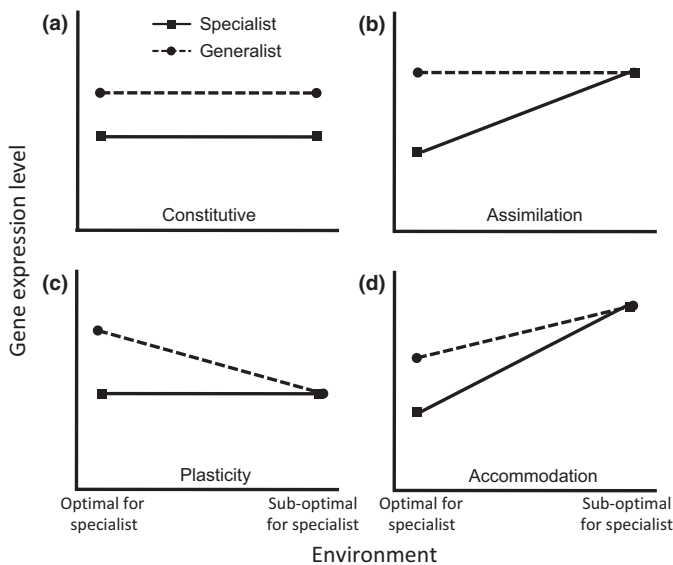 (a)
Specialist
Generalist
Constitutive
(b)
Assimilation
Gene expression level
(c)
Plasticity
(d)
Accommodation
Optimal for
specialist
Sub-optimal
for specialist
Optimal for
specialist
Sub-optimal
for specialist
Environment